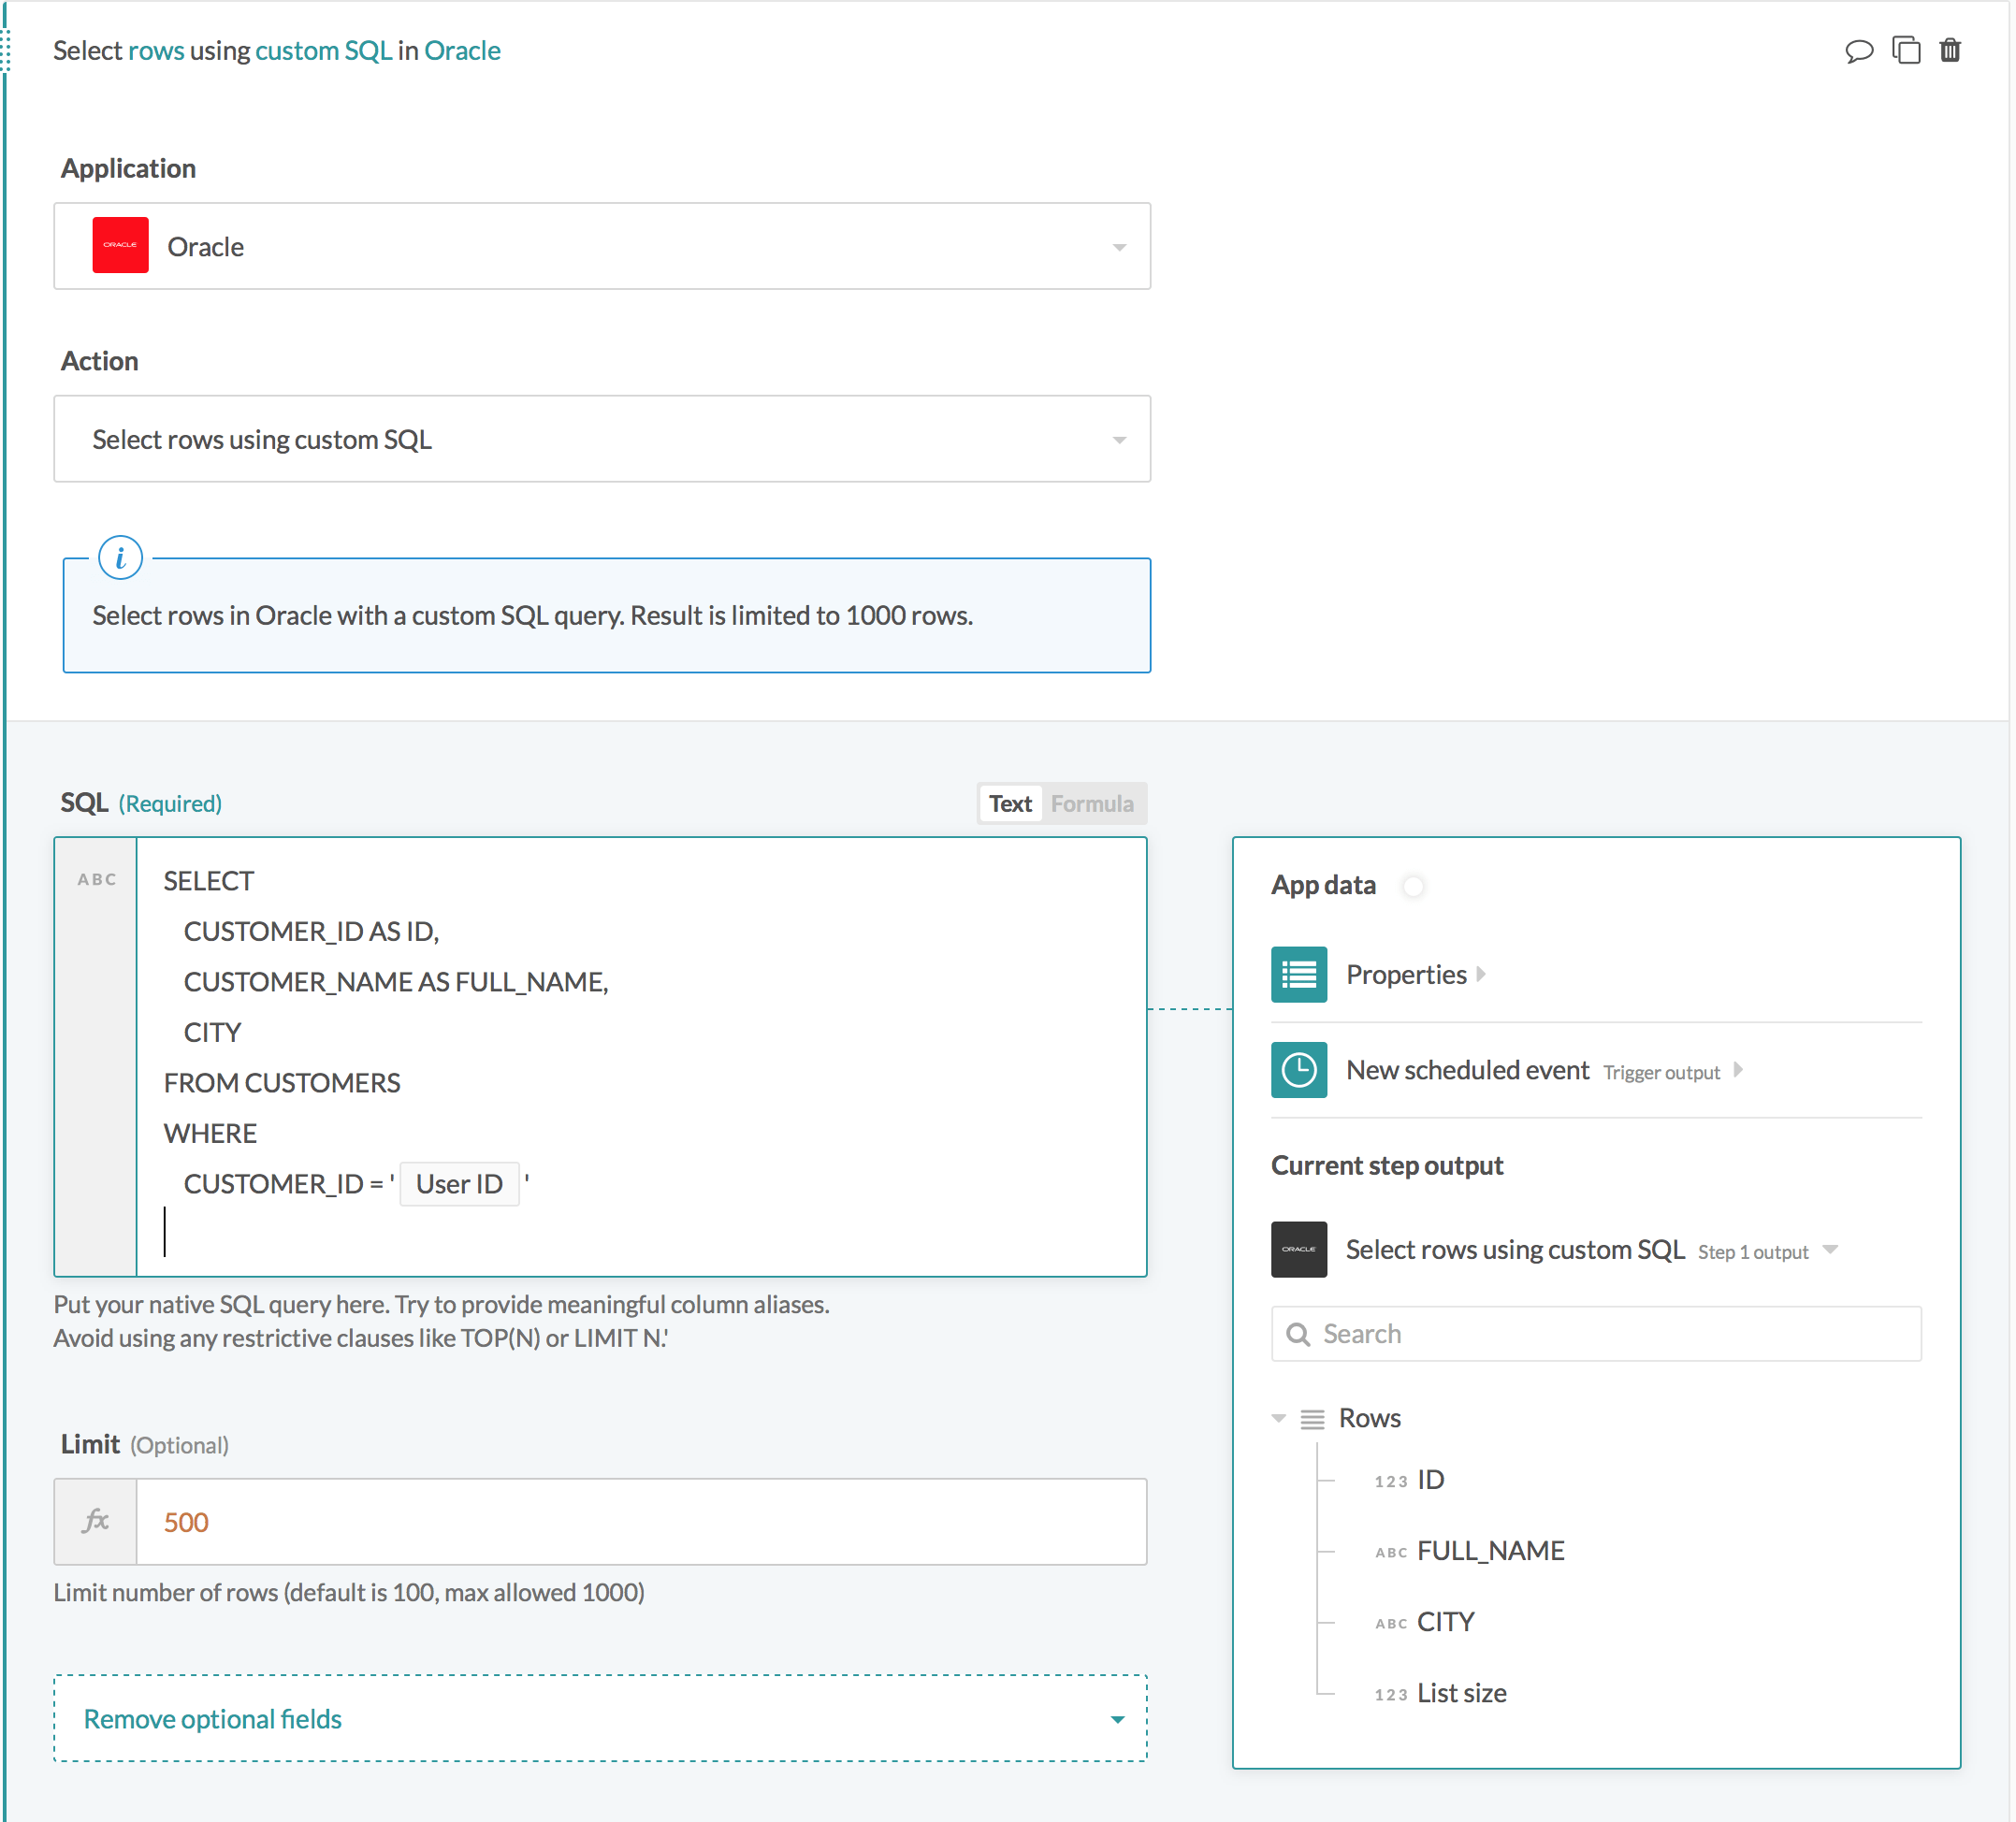 Select rows using custom SQL in Oracle
Application
ORACLE
Oracle
Action
Select rows using custom SQL
i
Select rows in Oracle with a custom SQL query. Result is limited to 1000 rows.
SQL (Required)
Text Formula
ABC
SELECT
CUSTOMER_ID AS ID,
CUSTOMER_NAME AS FULL_NAME,
CITY
FROM CUSTOMERS
WHERE
CUSTOMER_ID = ' User ID '
Put your native SQL query here. Try to provide meaningful column aliases.
Avoid using any restrictive clauses like TOP(N) or LIMIT N.'
Limit (Optional)
fx
500
Limit number of rows (default is 100, max allowed 1000)
Remove optional fields
App data
Properties
New scheduled event Trigger output
Current step output
ORACLE
Select rows using custom SQL Step 1 output
Search
Rows
123 ID
ABC FULL_NAME
ABC CITY
123 List size